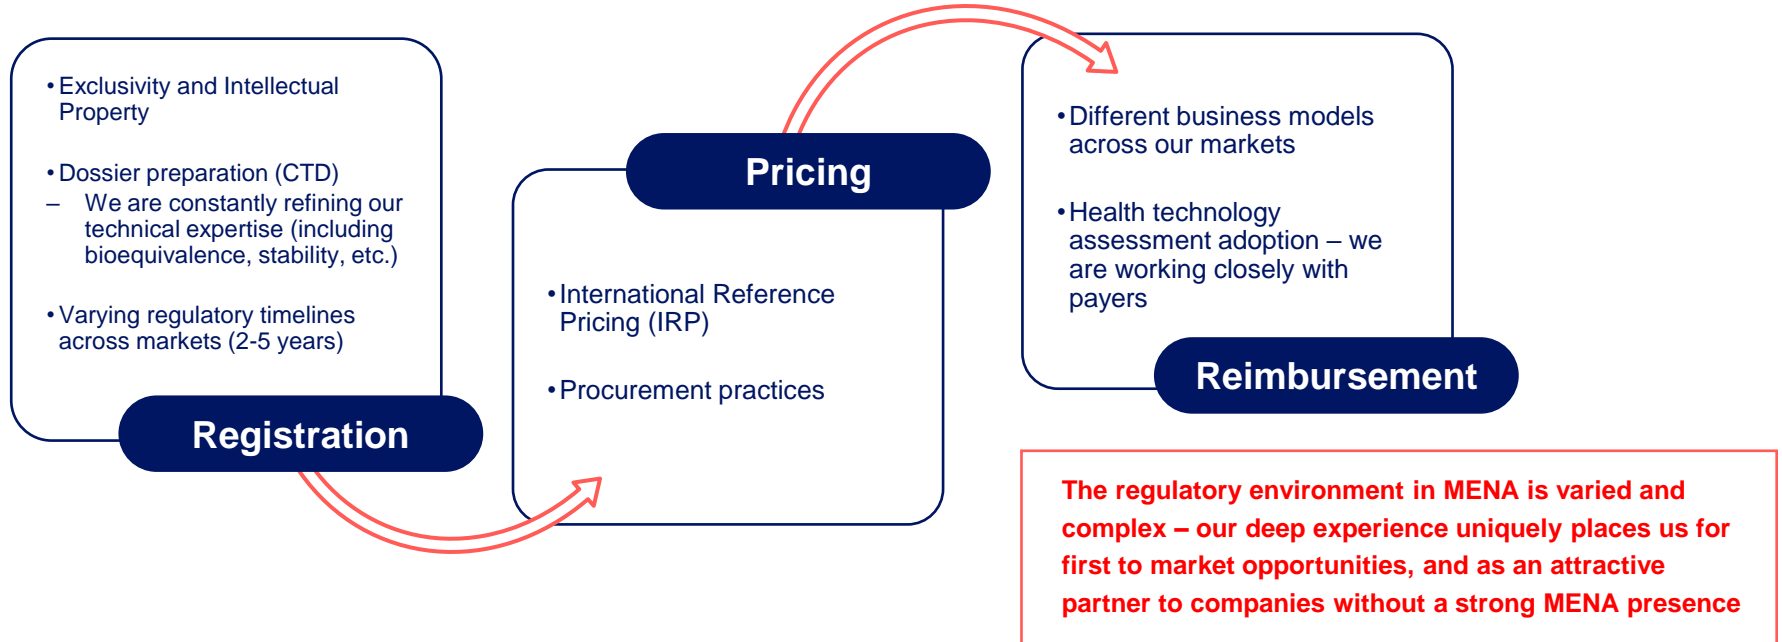 • Exclusivity and Intellectual
Property
• Dossier preparation (CTD)
– We are constantly refining our
technical expertise (including
bioequivalence, stability, etc.)
• Varying regulatory timelines
across markets (2-5 years)
Registration
Pricing
• International Reference
Pricing (IRP)
• Procurement practices
• Different business models
across our markets
• Health technology
assessment adoption – we
are working closely with
payers
Reimbursement
The regulatory environment in MENA is varied and
complex – our deep experience uniquely places us for
first to market opportunities, and as an attractive
partner to companies without a strong MENA presence